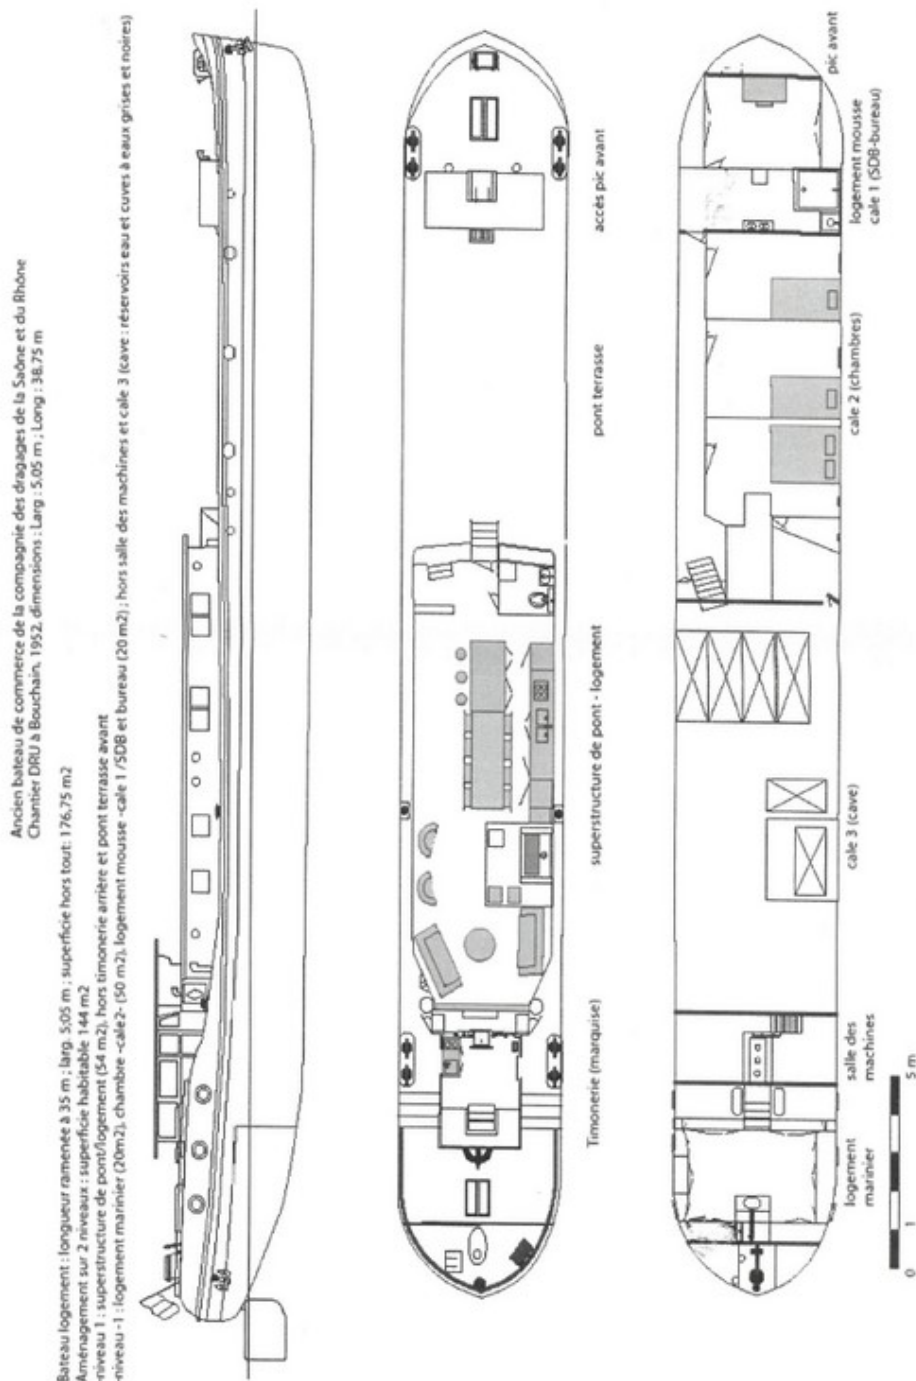 Ancien bateau de commerce de la compagnie des dragages de la Saône et du Rhône
Chantier DRU à Bouchain, 1952, dimensions : Larg : 5.05 m ; Long : 38.75 m
Bateau logement : longueur ramenée à 35 m ; larg. 5,05 m ; superficie hors tout: 176,75 m2
Aménagement sur 2 niveaux : superficie habitable 144 m2
-niveau 1 : superstructure de pont/logement (54 m2), hors timonerie arrière et pont terrasse avant
-niveau -1 : logement marinier (20m2), chambre -cale2- (50 m2), logement mousse -cale 1 /SDB et bureau (20 m2) ; hors salle des machines et cale 3 (cave : réservoirs eau et cuves à eaux grises et noires)
Timonerie (marquise)
superstructure de pont - logement
pont terrasse
accès pic avant
logement
marinier
salle des
machines
cale 3 (cave)
cale 2 (chambres)
logement mousse
cale 1 (SDB-bureau)
pic avant
0 1 5 m